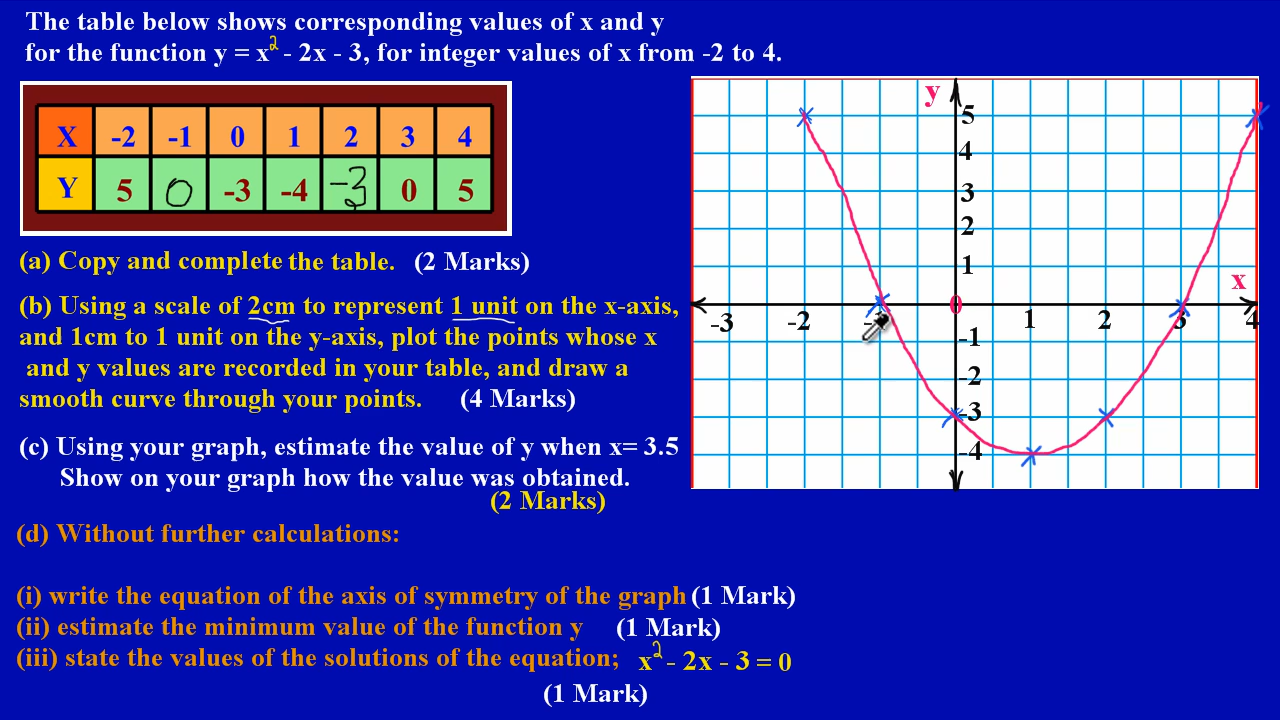 The table below shows corresponding values of x and y
for the function y = x² - 2x - 3, for integer values of x from -2 to 4.
X -2 -1 0 1 2 3 4
Y 5 0 -3 -4 -3 0 5
(a) Copy and complete the table. (2 Marks)
(b) Using a scale of 2cm to represent 1 unit on the x-axis,
and 1cm to 1 unit on the y-axis, plot the points whose x
and y values are recorded in your table, and draw a
smooth curve through your points. (4 Marks)
(c) Using your graph, estimate the value of y when x= 3.5
Show on your graph how the value was obtained.
(2 Marks)
(d) Without further calculations:
(i) write the equation of the axis of symmetry of the graph (1 Mark)
(ii) estimate the minimum value of the function y (1 Mark)
(iii) state the values of the solutions of the equation; x² - 2x - 3 = 0
(1 Mark)
y
5
4
3
2
1
x
0
-3 -2 1 2 3 4
-1
-2
-3
-4